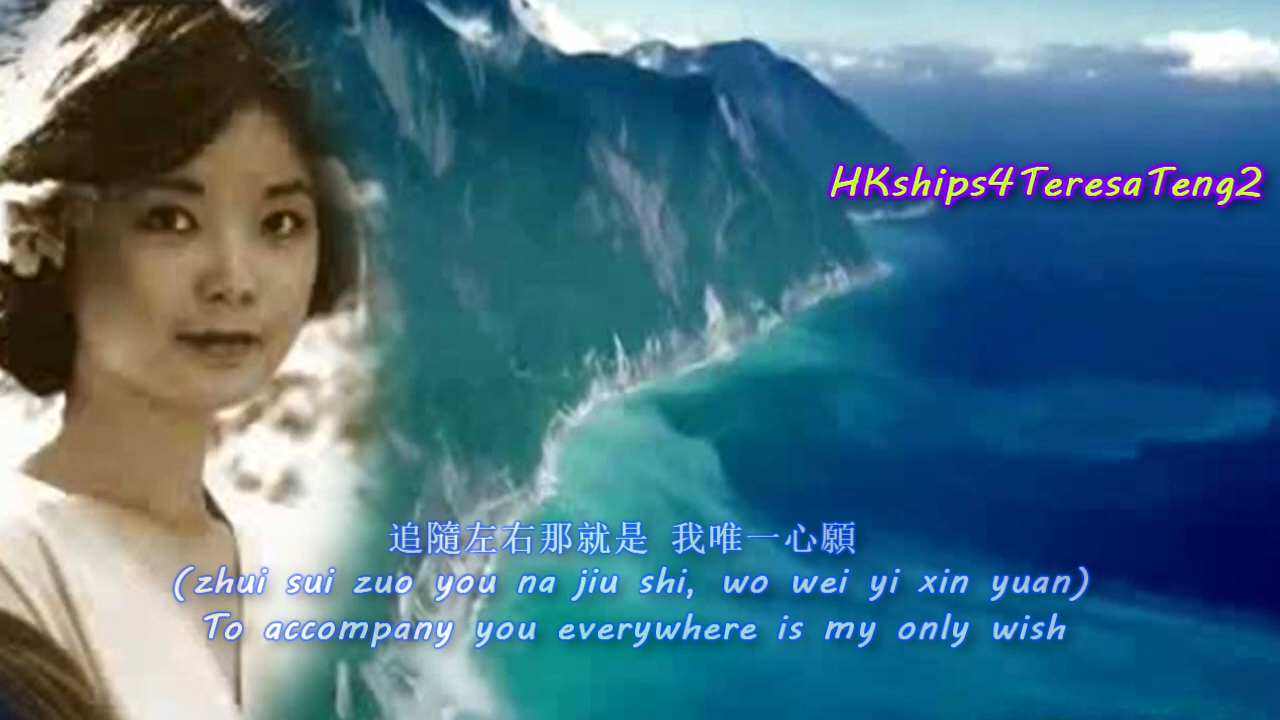 HKships4TeresaTeng2
追隨左右那就是 我唯一心願
(zhui sui zuo you na jiu shi, wo wei yi xin yuan)
To accompany you everywhere is my only wish